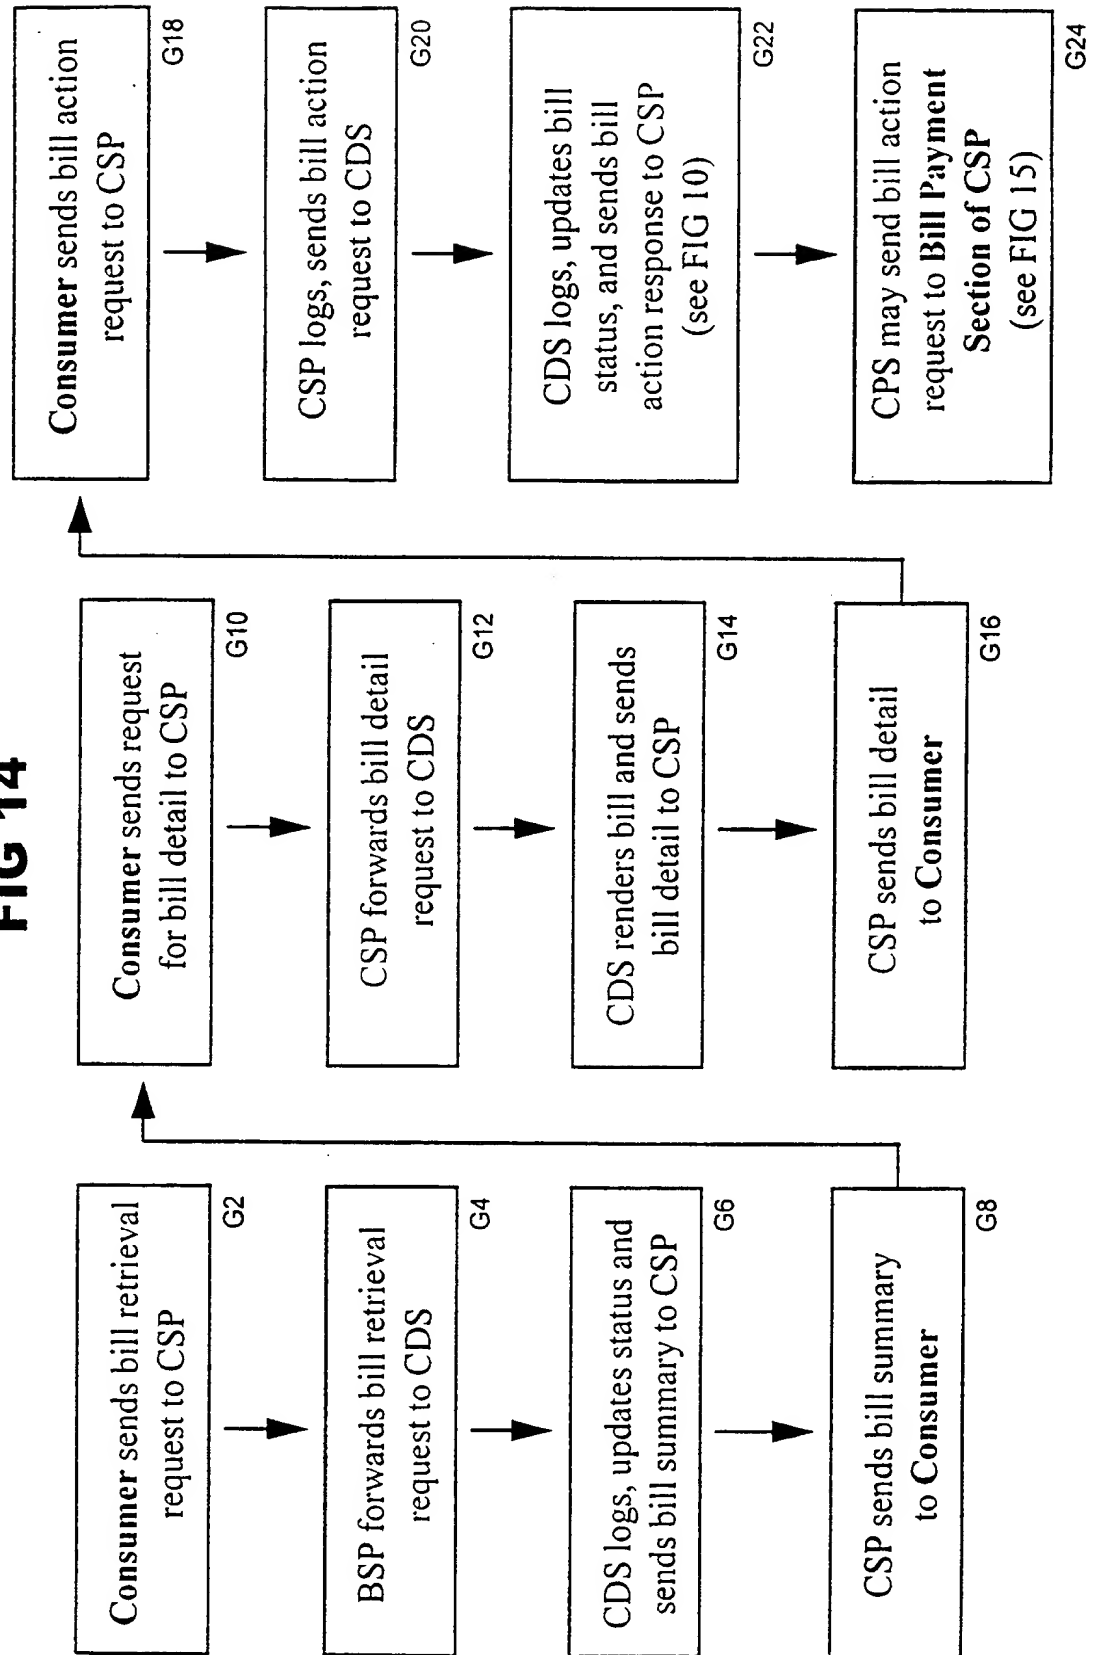 FIG 14
Consumer sends bill retrieval
request to CSP
G2
BSP forwards bill retrieval
request to CDS
G4
CDS logs, updates status and
sends bill summary to CSP
G6
CSP sends bill summary
to Consumer
G8
Consumer sends request
for bill detail to CSP
G10
CSP forwards bill detail
request to CDS
G12
CDS renders bill and sends
bill detail to CSP
G14
CSP sends bill detail
to Consumer
G16
Consumer sends bill action
request to CSP
G18
CSP logs, sends bill action
request to CDS
G20
CDS logs, updates bill
status, and sends bill
action response to CSP
(see FIG 10)
G22
CPS may send bill action
request to Bill Payment
Section of CSP
(see FIG 15)
G24